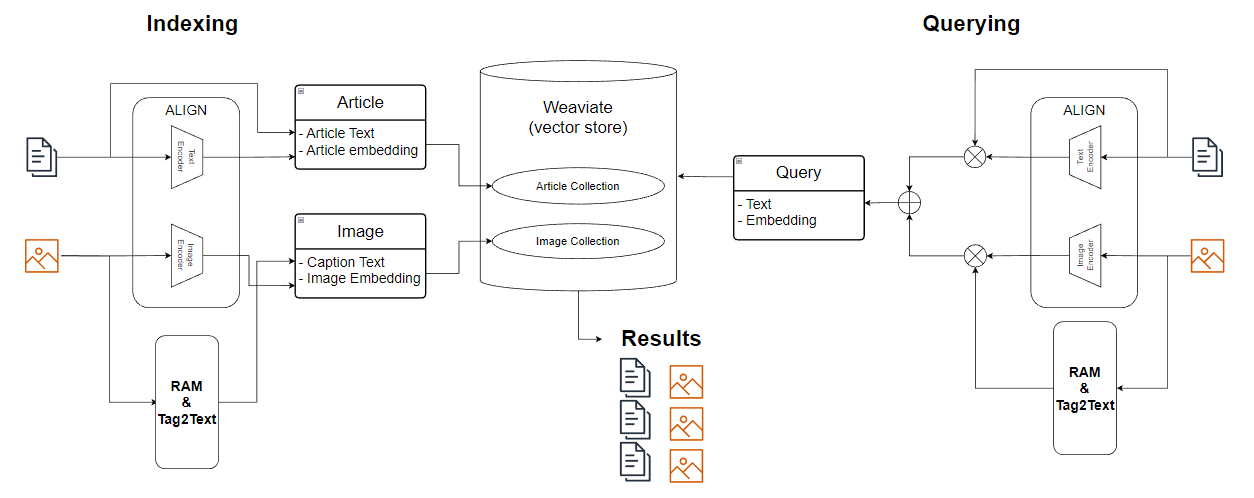 Indexing
Querying
ALIGN
Text
Encoder
Image
Encoder
RAM
&
Tag2Text
Article
- Article Text
- Article embedding
Image
- Caption Text
- Image Embedding
Weaviate
(vector store)
Article Collection
Image Collection
Results
Query
- Text
- Embedding
ALIGN
Text
Encoder
Image
Encoder
RAM
&
Tag2Text